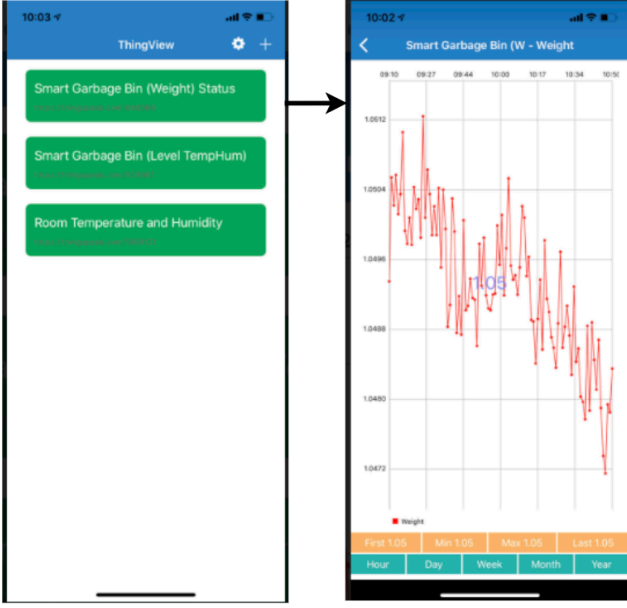 10:03
ThingView
Smart Garbage Bin (Weight) Status
Smart Garbage Bin (Level TempHum)
Room Temperature and Humidity
10:02
Smart Garbage Bin (W - Weight
09:10 09:27 09:44 10:00 10:17 10:34 10:50
1.0512
1.0504
1.0496
1.05
1.0488
1.0480
1.0472
Weight
First 1.05 Min 1.05 Max 1.05 Last 1.05
Hour Day Week Month Year